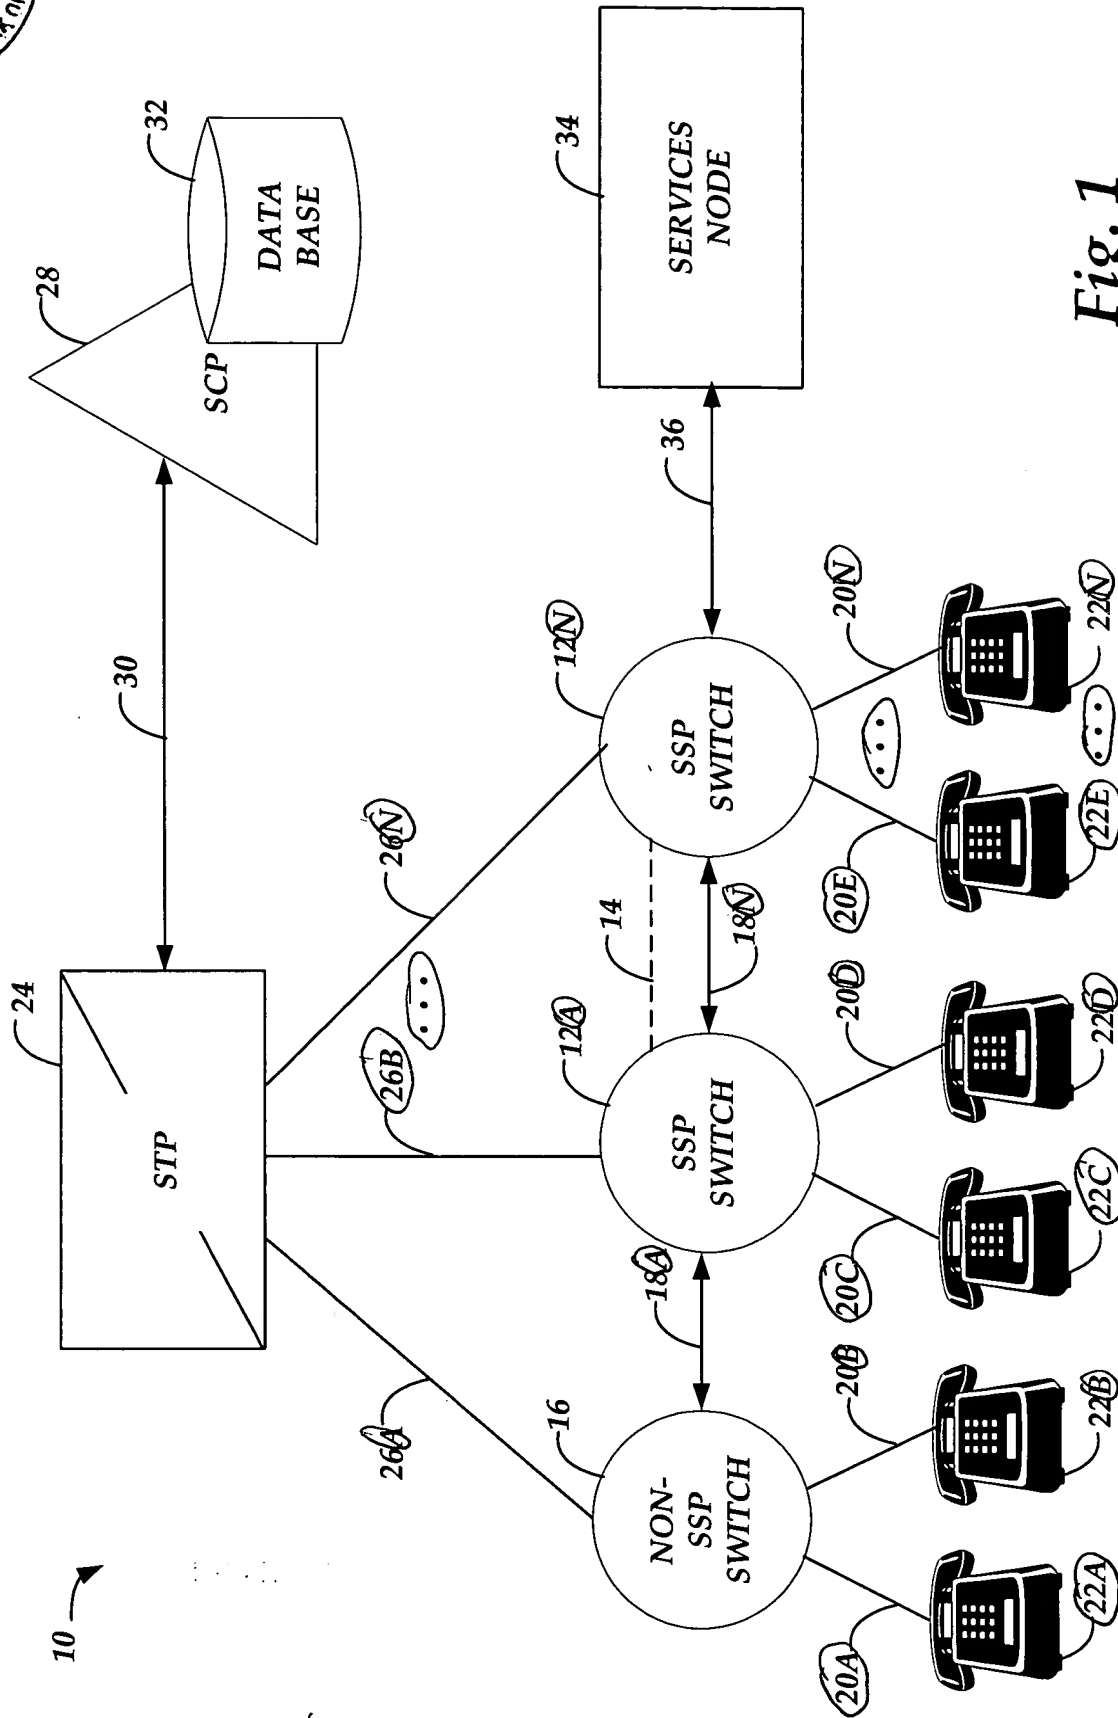 10
24
STP
30
28
SCP
32
DATA
BASE
26A
26B
• • •
26N
16
NON-
SSP
SWITCH
18A
12A
SSP
SWITCH
14
18N
12N
SSP
SWITCH
36
34
SERVICES
NODE
20A
20B
20C
20D
20E
• • •
20N
22A
22B
22C
22D
22E
• • •
22N
Fig. 1